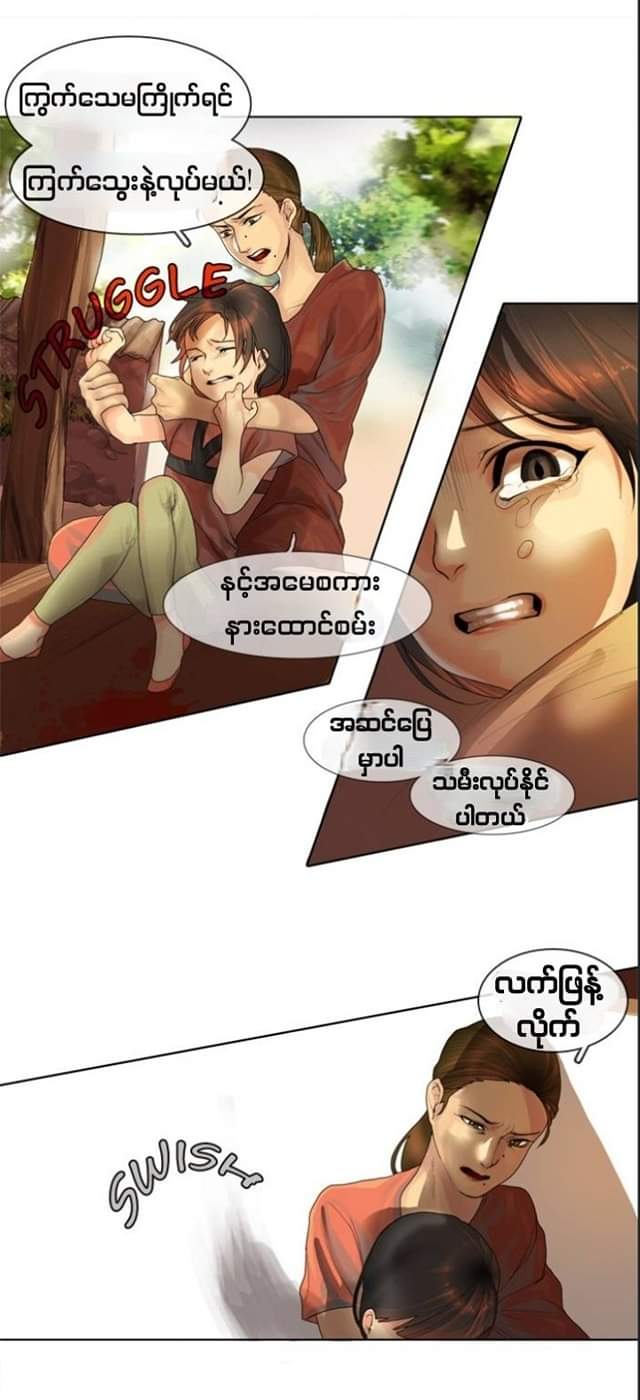 ကြွက်သေမကြိုက်ရင်
ကြက်သွေးနဲ့လုပ်မယ်!
STRUGGLE
နင့်အမေစကား
နားထောင်စမ်း
အဆင်ပြေ
မှာပါ
သမီးလုပ်နိုင်
ပါတယ်
လက်ဖြန့်
လိုက်
SWISH